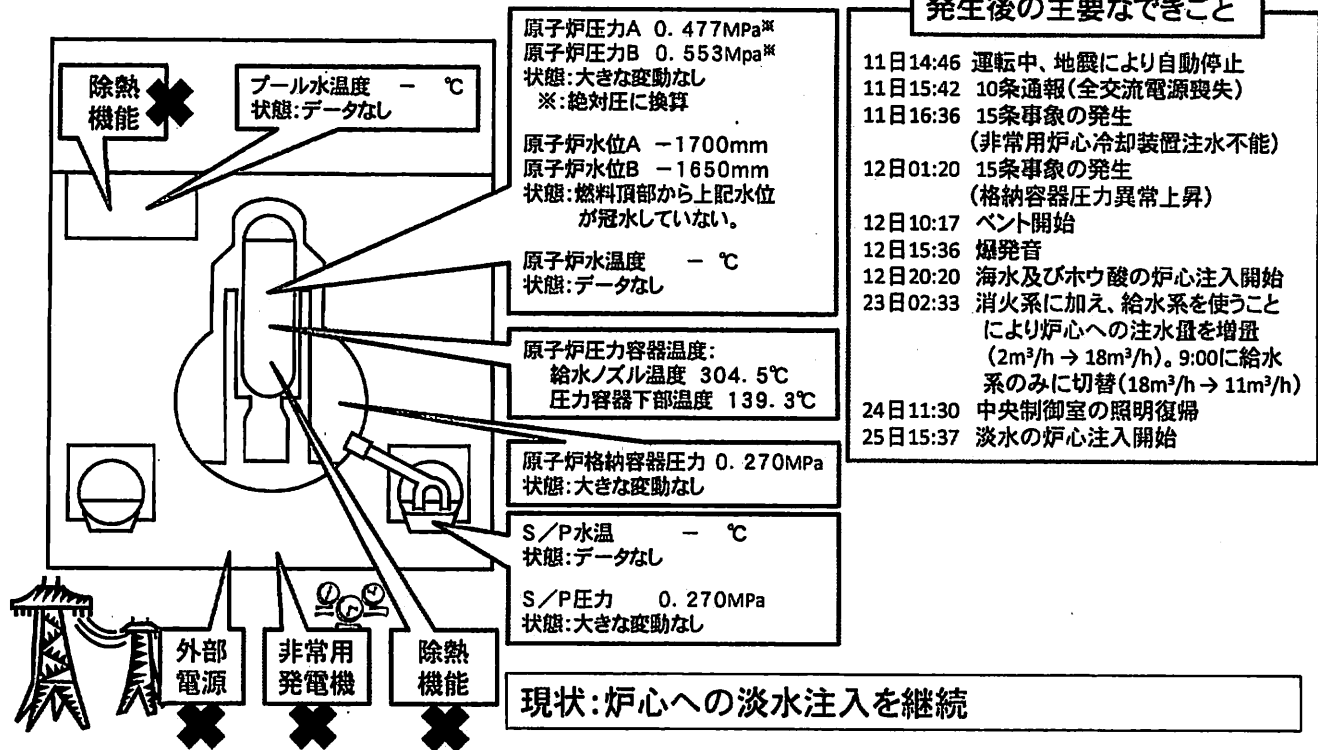 除熱
機能
プール水温度 － ℃
状態:データなし
原子炉圧力A 0.477MPa※
原子炉圧力B 0.553MPa※
状態:大きな変動なし
※:絶対圧に換算
原子炉水位A －1700mm
原子炉水位B －1650mm
状態:燃料頂部から上記水位
が冠水していない。
原子炉水温度 － ℃
状態:データなし
原子炉圧力容器温度:
給水ノズル温度 304.5℃
圧力容器下部温度 139.3℃
原子炉格納容器圧力 0.270MPa
状態:大きな変動なし
S／P水温 － ℃
状態:データなし
S／P圧力 0.270MPa
状態:大きな変動なし
外部
電源
非常用
発電機
除熱
機能
発生後の主要なできごと
11日14:46 運転中、地震により自動停止
11日15:42 10条通報(全交流電源喪失)
11日16:36 15条事象の発生
(非常用炉心冷却装置注水不能)
12日01:20 15条事象の発生
(格納容器圧力異常上昇)
12日10:17 ベント開始
12日15:36 爆発音
12日20:20 海水及びホウ酸の炉心注入開始
23日02:33 消火系に加え、給水系を使うこと
により炉心への注水量を増量
(2m³/h → 18m³/h)。9:00に給水
系のみに切替(18m³/h → 11m³/h)
24日11:30 中央制御室の照明復帰
25日15:37 淡水の炉心注入開始
現状:炉心への淡水注入を継続